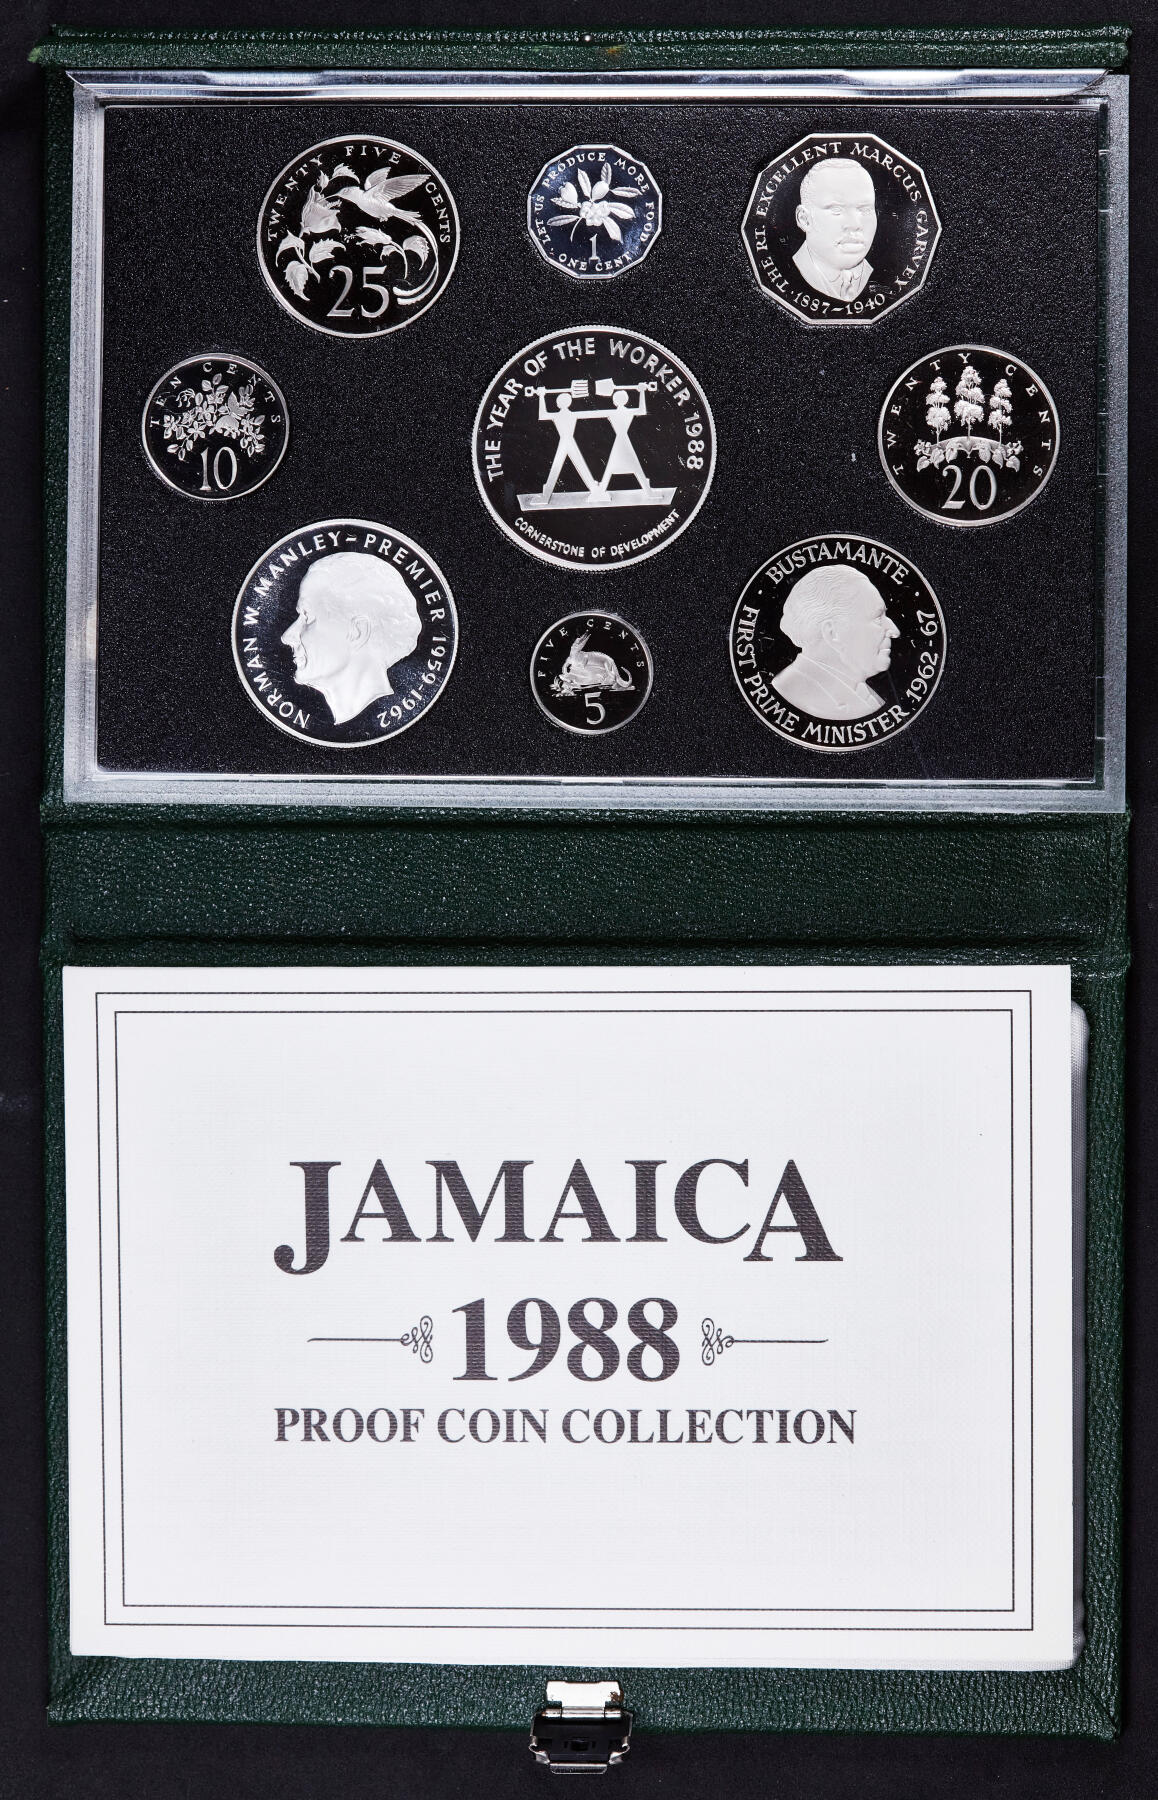 TWENTY FIVE CENTS
25
LET US PRODUCE MORE FOOD
1
· ONE CENT ·
THE RT. EXCELLENT MARCUS GARVEY
· 1887-1940 ·
TEN CENTS
10
THE YEAR OF THE WORKER 1988
CORNERSTONE OF DEVELOPMENT
TWENTY CENTS
20
NORMAN W MANLEY-PREMIER 1959-1962
FIVE CENTS
5
· BUSTAMANTE ·
FIRST PRIME MINISTER 1962-67
JAMAICA
1988
PROOF COIN COLLECTION